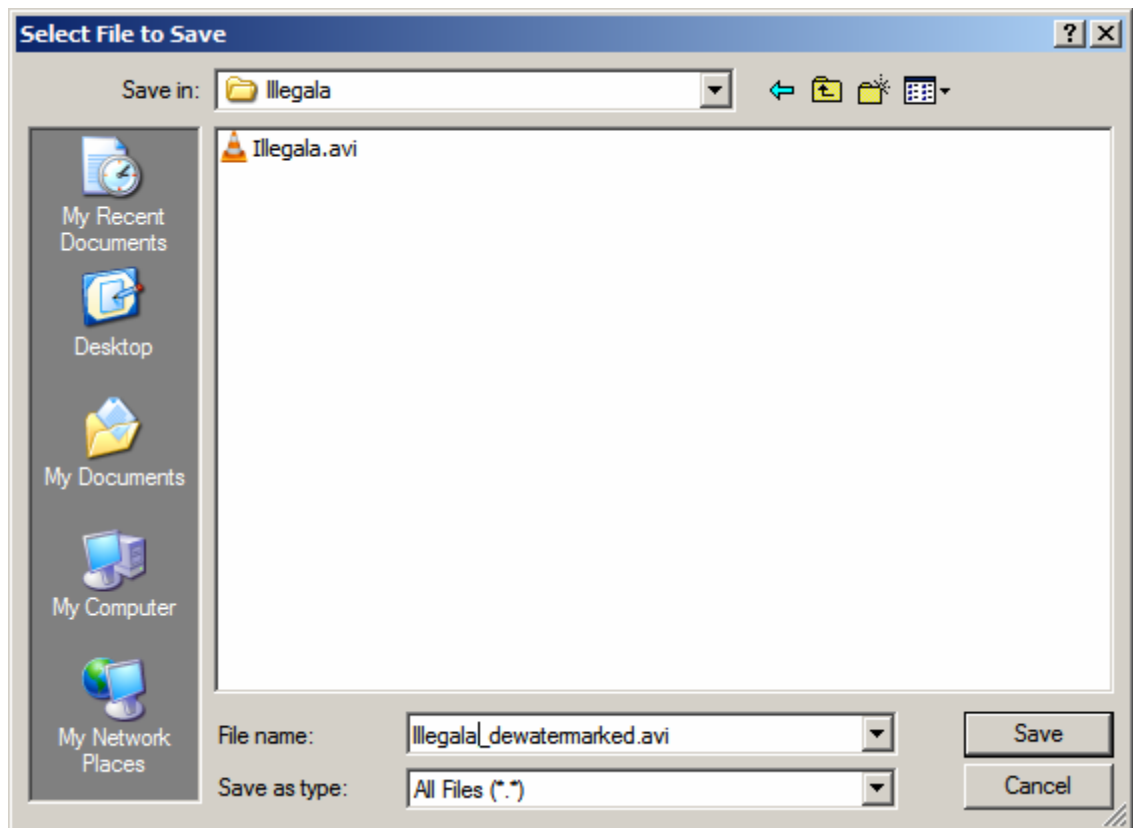 Select File to Save
Save in:
Illegala
Illegala.avi
My Recent
Documents
Desktop
My Documents
My Computer
My Network
Places
File name:
Illegala_dewatermarked.avi
Save
Save as type:
All Files (*.*)
Cancel